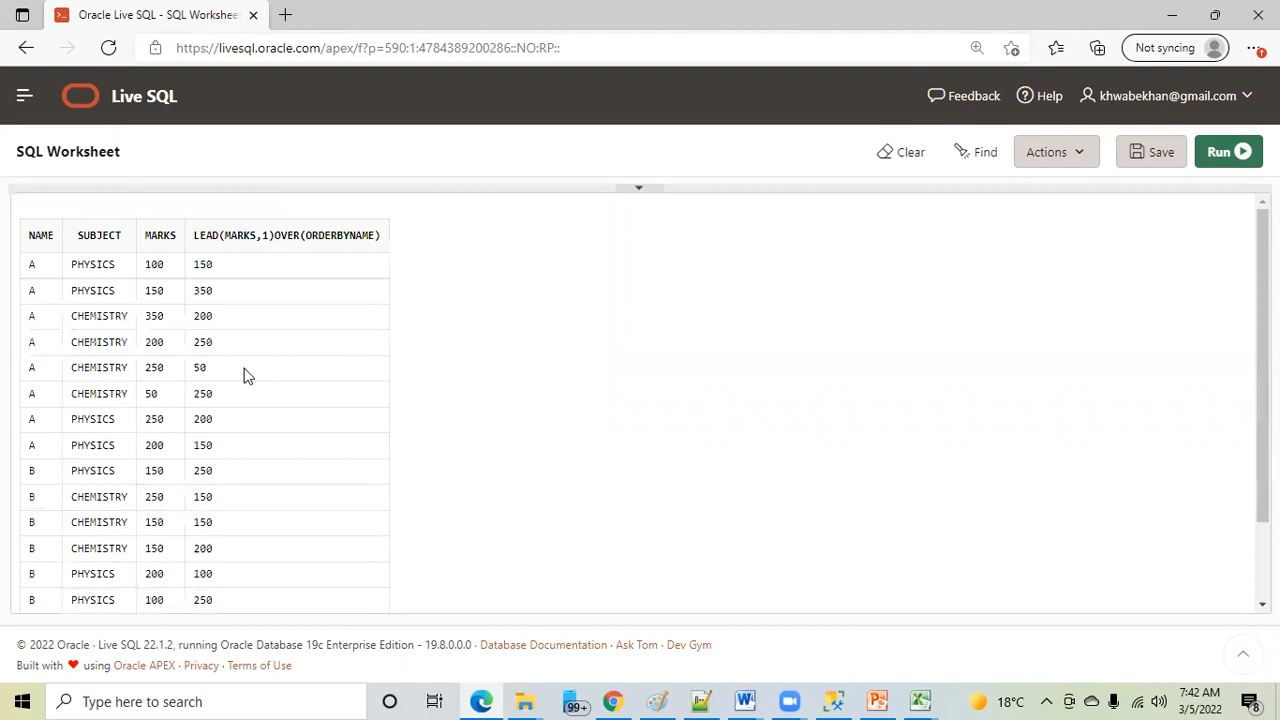 Oracle Live SQL - SQL Workshee
https://livesql.oracle.com/apex/f?p=590:1:4784389200286::NO:RP::
Not syncing
Live SQL
Feedback
Help
khwabekhan@gmail.com
SQL Worksheet
Clear
Find
Actions
Save
Run
NAME SUBJECT MARKS LEAD(MARKS,1)OVER(ORDERBYNAME)
A PHYSICS 100 150
A PHYSICS 150 350
A CHEMISTRY 350 200
A CHEMISTRY 200 250
A CHEMISTRY 250 50
A CHEMISTRY 50 250
A PHYSICS 250 200
A PHYSICS 200 150
B PHYSICS 150 250
B CHEMISTRY 250 150
B CHEMISTRY 150 150
B CHEMISTRY 150 200
B PHYSICS 200 100
B PHYSICS 100 250
© 2022 Oracle · Live SQL 22.1.2, running Oracle Database 19c Enterprise Edition - 19.8.0.0.0 · Database Documentation · Ask Tom · Dev Gym
Built with ❤ using Oracle APEX · Privacy · Terms of Use
Type here to search
99+
18°C
7:42 AM
3/5/2022
8